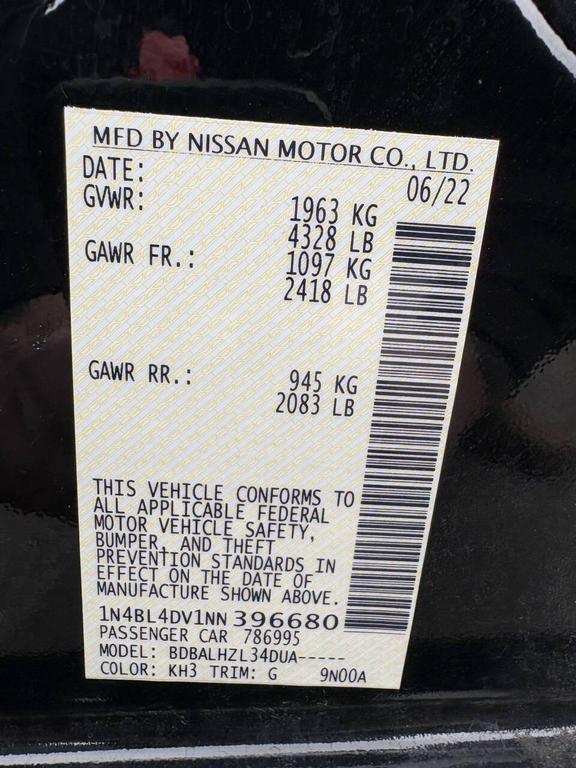 MFD BY NISSAN MOTOR CO., LTD.
DATE: 06/22
GVWR: 1963 KG
4328 LB
GAWR FR.: 1097 KG
2418 LB
GAWR RR.: 945 KG
2083 LB
THIS VEHICLE CONFORMS TO
ALL APPLICABLE FEDERAL
MOTOR VEHICLE SAFETY,
BUMPER, AND THEFT
PREVENTION STANDARDS IN
EFFECT ON THE DATE OF
MANUFACTURE SHOWN ABOVE.
1N4BL4DV1NN 396680
PASSENGER CAR 786995
MODEL: BDBALHZL34DUA-----
COLOR: KH3 TRIM: G 9N00A